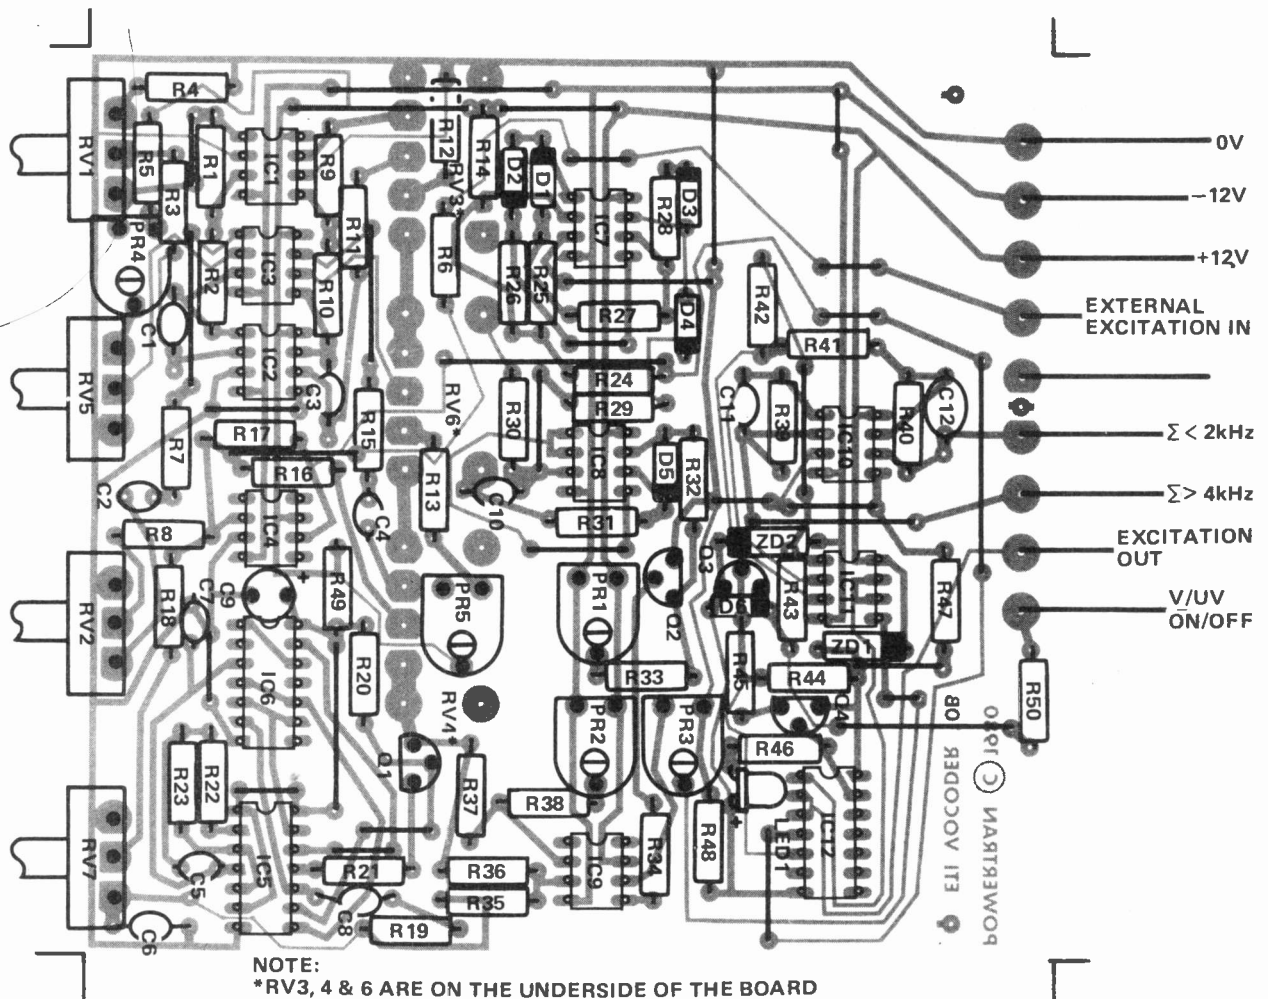 R4
R12
R14
RV1
R5
R3
R1
IC1
R9
R11
RV3*
D2
D1
IC7
R28
D3
0V
−12V
+12V
PR4
R2
IC3
R10
R6
R26
R25
R27
D4
R42
EXTERNAL
EXCITATION IN
C1
IC2
C3
R24
R29
R41
RV5
R7
R17
R16
R15
RV6*
R30
C11
R39
IC10
R40
C12
Σ < 2kHz
C2
R8
IC4
C4
R13
C10
IC8
D5
R32
R31
Σ > 4kHz
EXCITATION
OUT
RV2
R18
C7
C9
+
R49
PR5
PR1
Q3
Q2
ZD2
D6
R43
IC11
R47
ZD1
V/UV
ON/OFF
IC6
R20
RV4*
R33
R45
R44
R50
R23
R22
Q1
R37
PR2
PR3
R46
R38
R48
+
LED1
IC12
RV7
C5
IC5
R21
C8
R36
R35
R19
IC9
R34
C6
08
ETI VOCODER
POWERTRAN © 1980
NOTE:
*RV3, 4 & 6 ARE ON THE UNDERSIDE OF THE BOARD